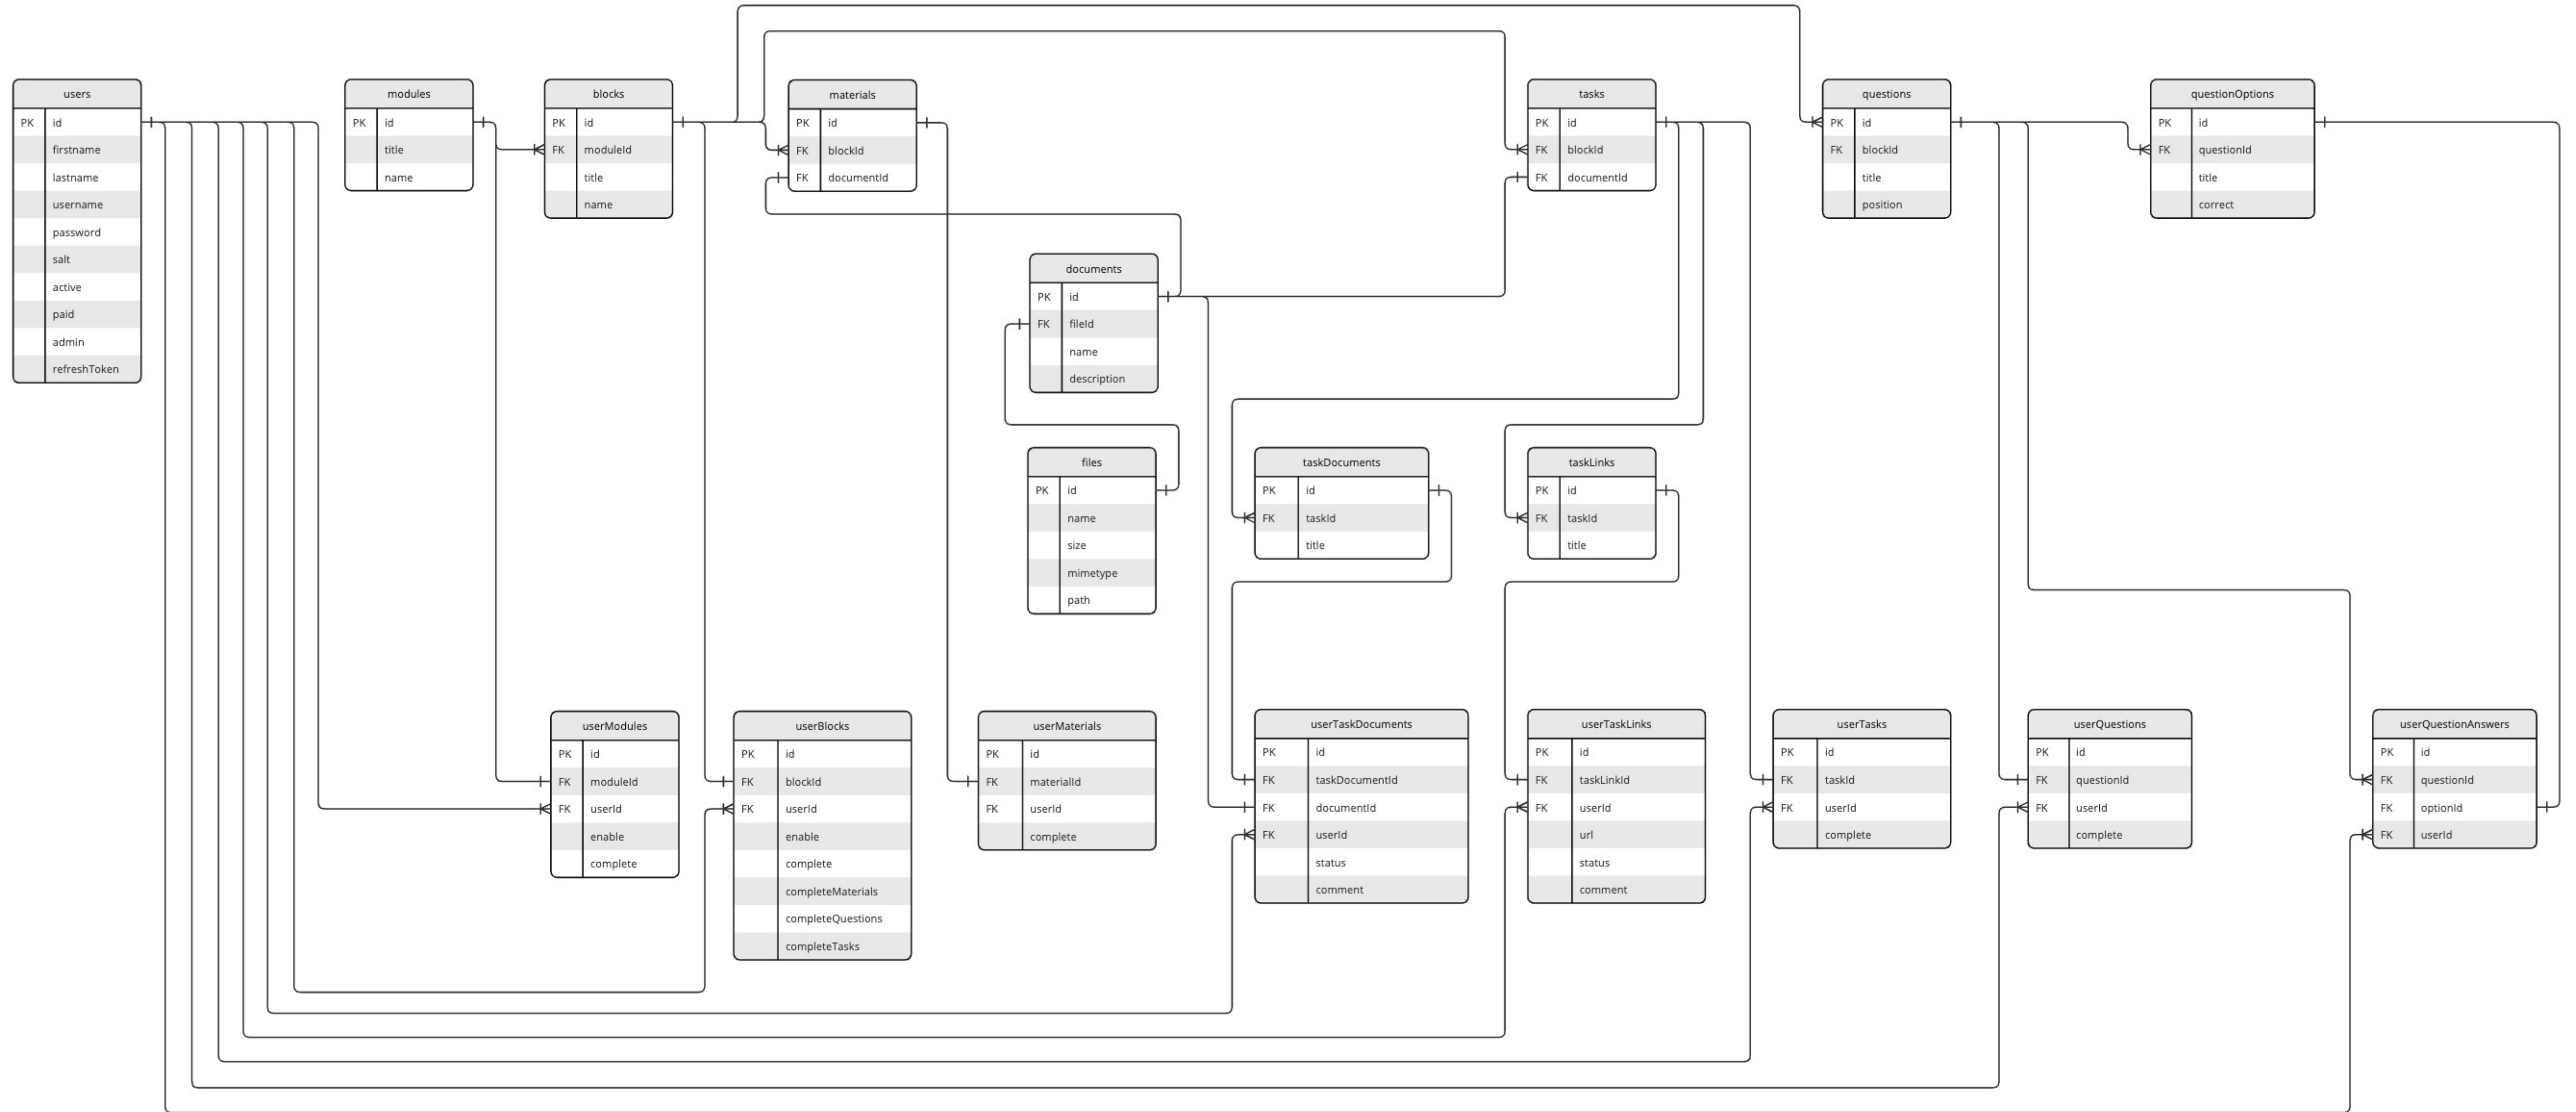 users
PK id
firstname
lastname
username
password
salt
active
paid
admin
refreshToken
modules
PK id
title
name
blocks
PK id
FK moduleId
title
name
materials
PK id
FK blockId
FK documentId
tasks
PK id
FK blockId
FK documentId
questions
PK id
FK blockId
title
position
questionOptions
PK id
FK questionId
title
correct
documents
PK id
FK fileId
name
description
files
PK id
name
size
mimetype
path
taskDocuments
PK id
FK taskId
title
taskLinks
PK id
FK taskId
title
userModules
PK id
FK moduleId
FK userId
enable
complete
userBlocks
PK id
FK blockId
FK userId
enable
complete
completeMaterials
completeQuestions
completeTasks
userMaterials
PK id
FK materialId
FK userId
complete
userTaskDocuments
PK id
FK taskDocumentId
FK documentId
FK userId
status
comment
userTaskLinks
PK id
FK taskLinkId
FK userId
url
status
comment
userTasks
PK id
FK taskId
FK userId
complete
userQuestions
PK id
FK questionId
FK userId
complete
userQuestionAnswers
PK id
FK questionId
FK optionId
FK userId